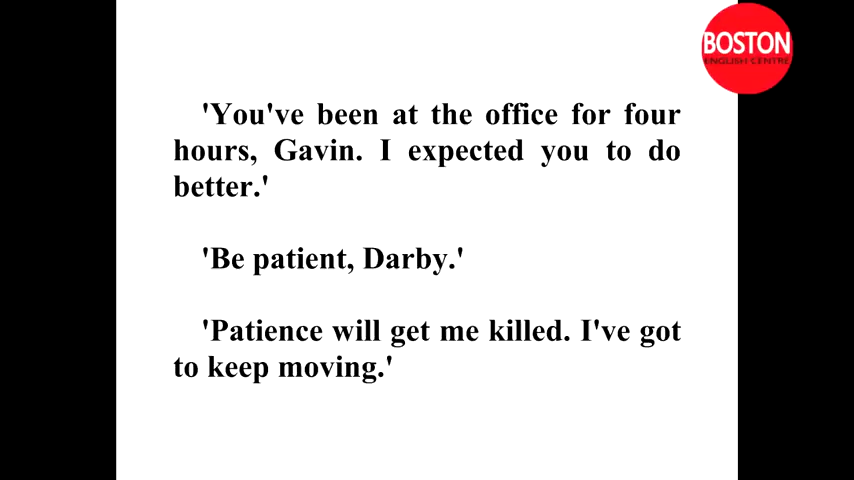 BOSTON
ENGLISH CENTRE
'You've been at the office for four
hours, Gavin. I expected you to do
better.'
'Be patient, Darby.'
'Patience will get me killed. I've got
to keep moving.'